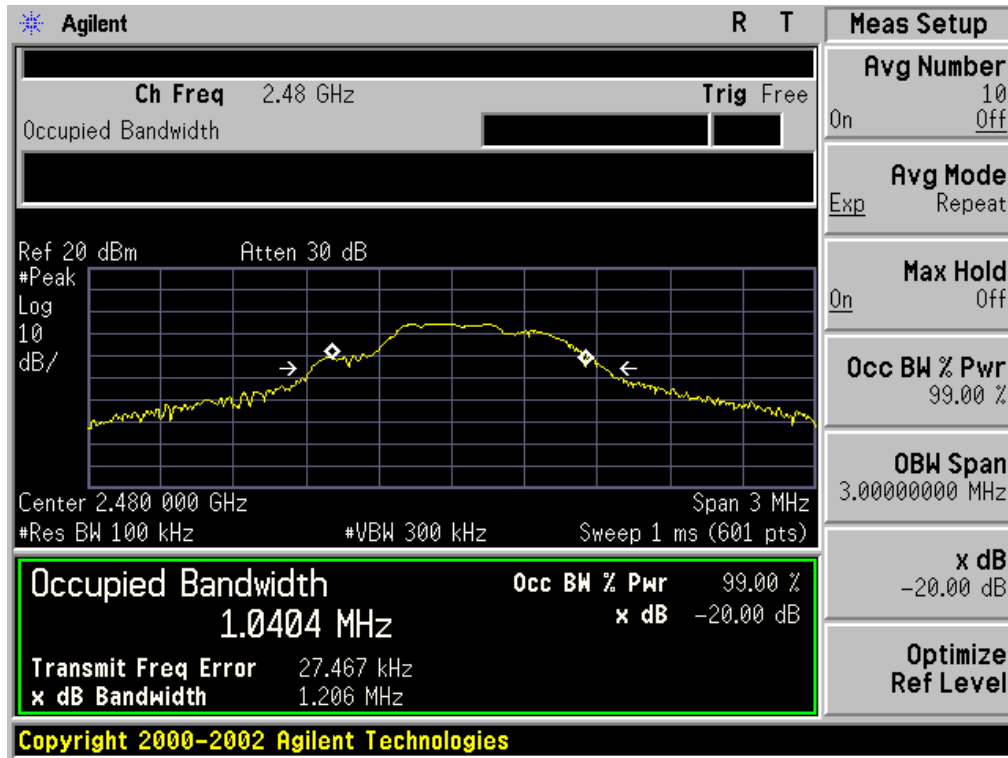 Agilent R T
Ch Freq 2.48 GHz Trig Free
Occupied Bandwidth
Ref 20 dBm Atten 30 dB
#Peak
Log
10
dB/
Center 2.480 000 GHz Span 3 MHz
#Res BW 100 kHz #VBW 300 kHz Sweep 1 ms (601 pts)
Occupied Bandwidth
1.0404 MHz
Occ BW % Pwr 99.00 %
x dB -20.00 dB
Transmit Freq Error 27.467 kHz
x dB Bandwidth 1.206 MHz
Copyright 2000-2002 Agilent Technologies
Meas Setup
Avg Number
10
On Off
Avg Mode
Exp Repeat
Max Hold
On Off
Occ BW % Pwr
99.00 %
OBW Span
3.00000000 MHz
x dB
-20.00 dB
Optimize
Ref Level